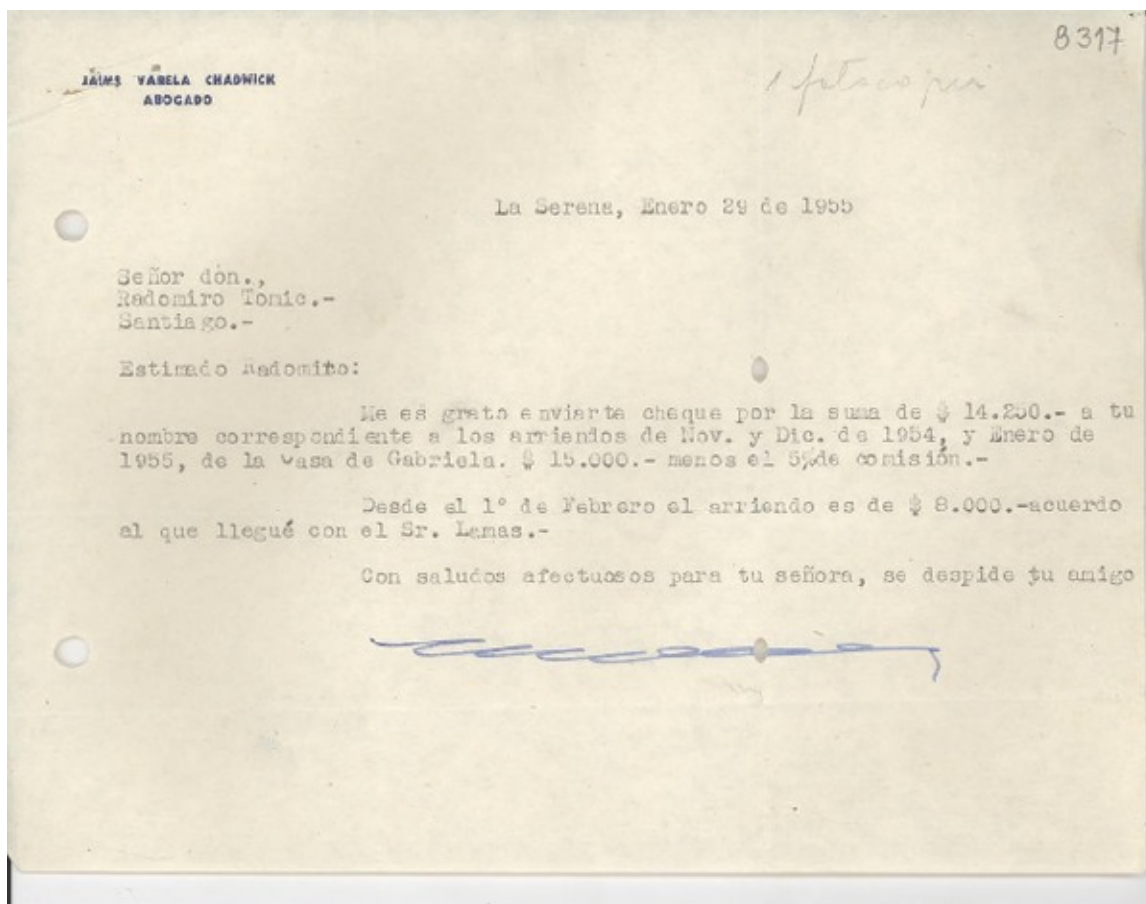 8317
JAIME VARELA CHADWICK
ABOGADO
1 fotocopia
La Serena, Enero 29 de 1955
Señor don.,
Radomiro Tomic.-
Santiago.-
Estimado Radomito:
Me es grato enviarte cheque por la suma de $ 14.250.- a tu
nombre correspondiente a los arriendos de Nov. y Dic. de 1954, y Enero de
1955, de la casa de Gabriela. $ 15.000.- menos el 5%de comisión.-
Desde el 1° de Febrero el arriendo es de $ 8.000.-acuerdo
al que llegué con el Sr. Lamas.-
Con saludos afectuosos para tu señora, se despide tu amigo